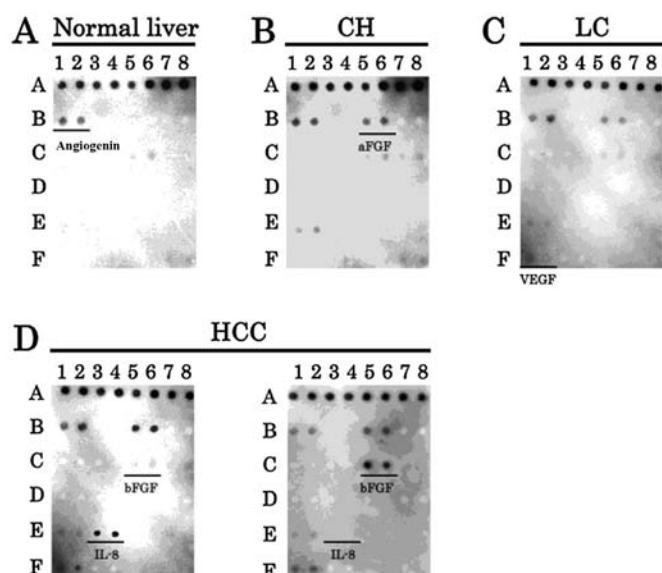 A Normal liver
1 2 3 4 5 6 7 8
A
B
Angiogenin
C
D
E
F
B CH
1 2 3 4 5 6 7 8
A
B
aFGF
C
D
E
F
C LC
1 2 3 4 5 6 7 8
A
B
C
D
E
F
VEGF
D HCC
1 2 3 4 5 6 7 8
A
B
C
bFGF
D
E
IL-8
F
1 2 3 4 5 6 7 8
A
B
C
bFGF
D
E
IL-8
F